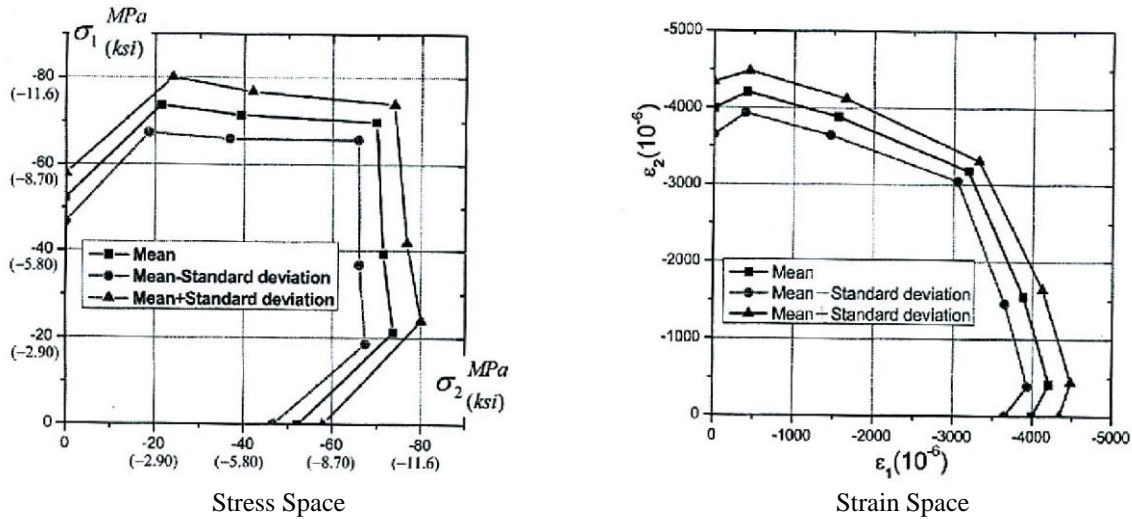 σ₁ MPa (ksi)
-80
(−11.6)
-60
(−8.70)
-40
(−5.80)
-20
(−2.90)
0
Mean
Mean-Standard deviation
Mean+Standard deviation
σ₂ MPa (ksi)
0 -20 -40 -60 -80
(−2.90) (−5.80) (−8.70) (−11.6)
Stress Space
-5000
-4000
-3000
-2000
-1000
0
ε₂(10⁻⁶)
Mean
Mean—Standard deviation
Mean—Standard deviation
0 -1000 -2000 -3000 -4000 -5000
ε₁(10⁻⁶)
Strain Space